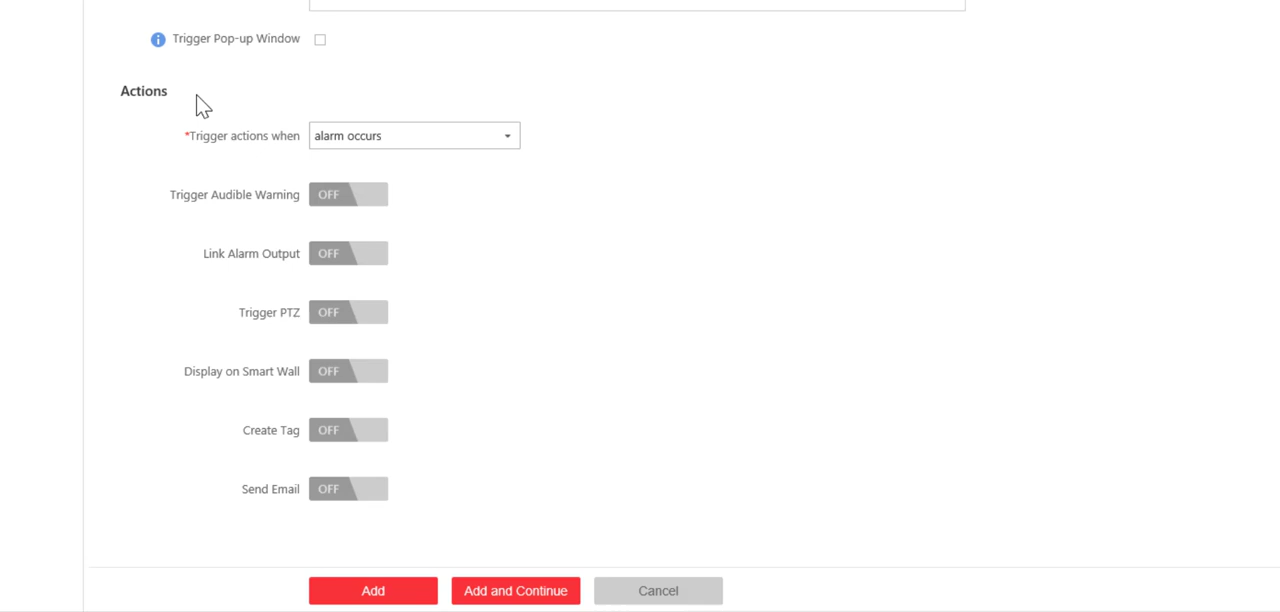 Trigger Pop-up Window
Actions
*Trigger actions when alarm occurs
Trigger Audible Warning OFF
Link Alarm Output OFF
Trigger PTZ OFF
Display on Smart Wall OFF
Create Tag OFF
Send Email OFF
Add Add and Continue Cancel